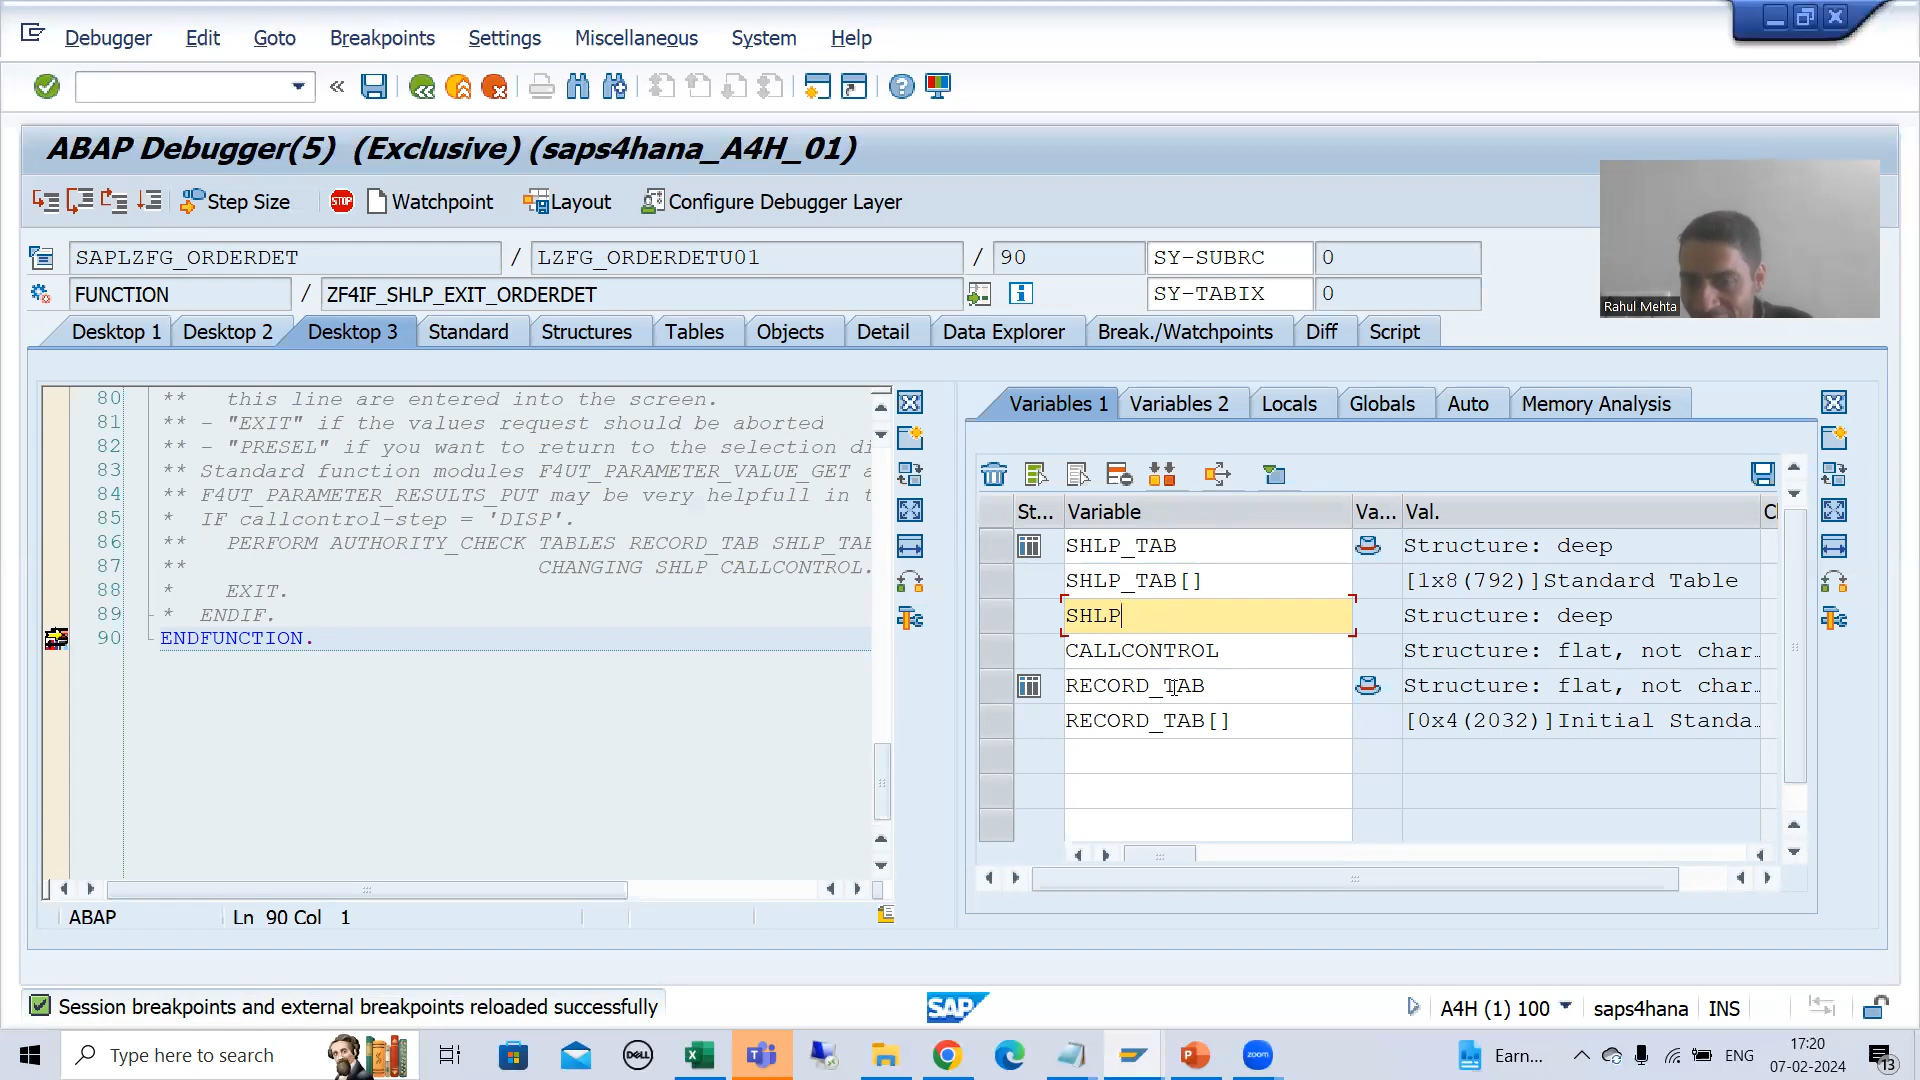 Debugger Edit Goto Breakpoints Settings Miscellaneous System Help
ABAP Debugger(5) (Exclusive) (saps4hana_A4H_01)
Step Size STOP Watchpoint Layout Configure Debugger Layer
SAPLZFG_ORDERDET / LZFG_ORDERDETU01 / 90 SY-SUBRC 0
FUNCTION / ZF4IF_SHLP_EXIT_ORDERDET SY-TABIX 0
Rahul Mehta
Desktop 1 Desktop 2 Desktop 3 Standard Structures Tables Objects Detail Data Explorer Break./Watchpoints Diff Script
80 ** this line are entered into the screen.
81 ** - "EXIT" if the values request should be aborted
82 ** - "PRESEL" if you want to return to the selection di
83 ** Standard function modules F4UT_PARAMETER_VALUE_GET a
84 ** F4UT_PARAMETER_RESULTS_PUT may be very helpfull in t
85 * IF callcontrol-step = 'DISP'.
86 ** PERFORM AUTHORITY_CHECK TABLES RECORD_TAB SHLP_TAB
87 ** CHANGING SHLP CALLCONTROL.
88 * EXIT.
89 * ENDIF.
90 ENDFUNCTION.
ABAP Ln 90 Col 1
Variables 1 Variables 2 Locals Globals Auto Memory Analysis
St... Variable Va... Val.
SHLP_TAB Structure: deep
SHLP_TAB[] [1x8(792)]Standard Table
SHLP Structure: deep
CALLCONTROL Structure: flat, not char…
RECORD_TAB Structure: flat, not char…
RECORD_TAB[] [0x4(2032)]Initial Standa…
Session breakpoints and external breakpoints reloaded successfully
SAP
A4H (1) 100 saps4hana INS
Type here to search
DELL
zoom
Earn... ENG
17:20
07-02-2024
13